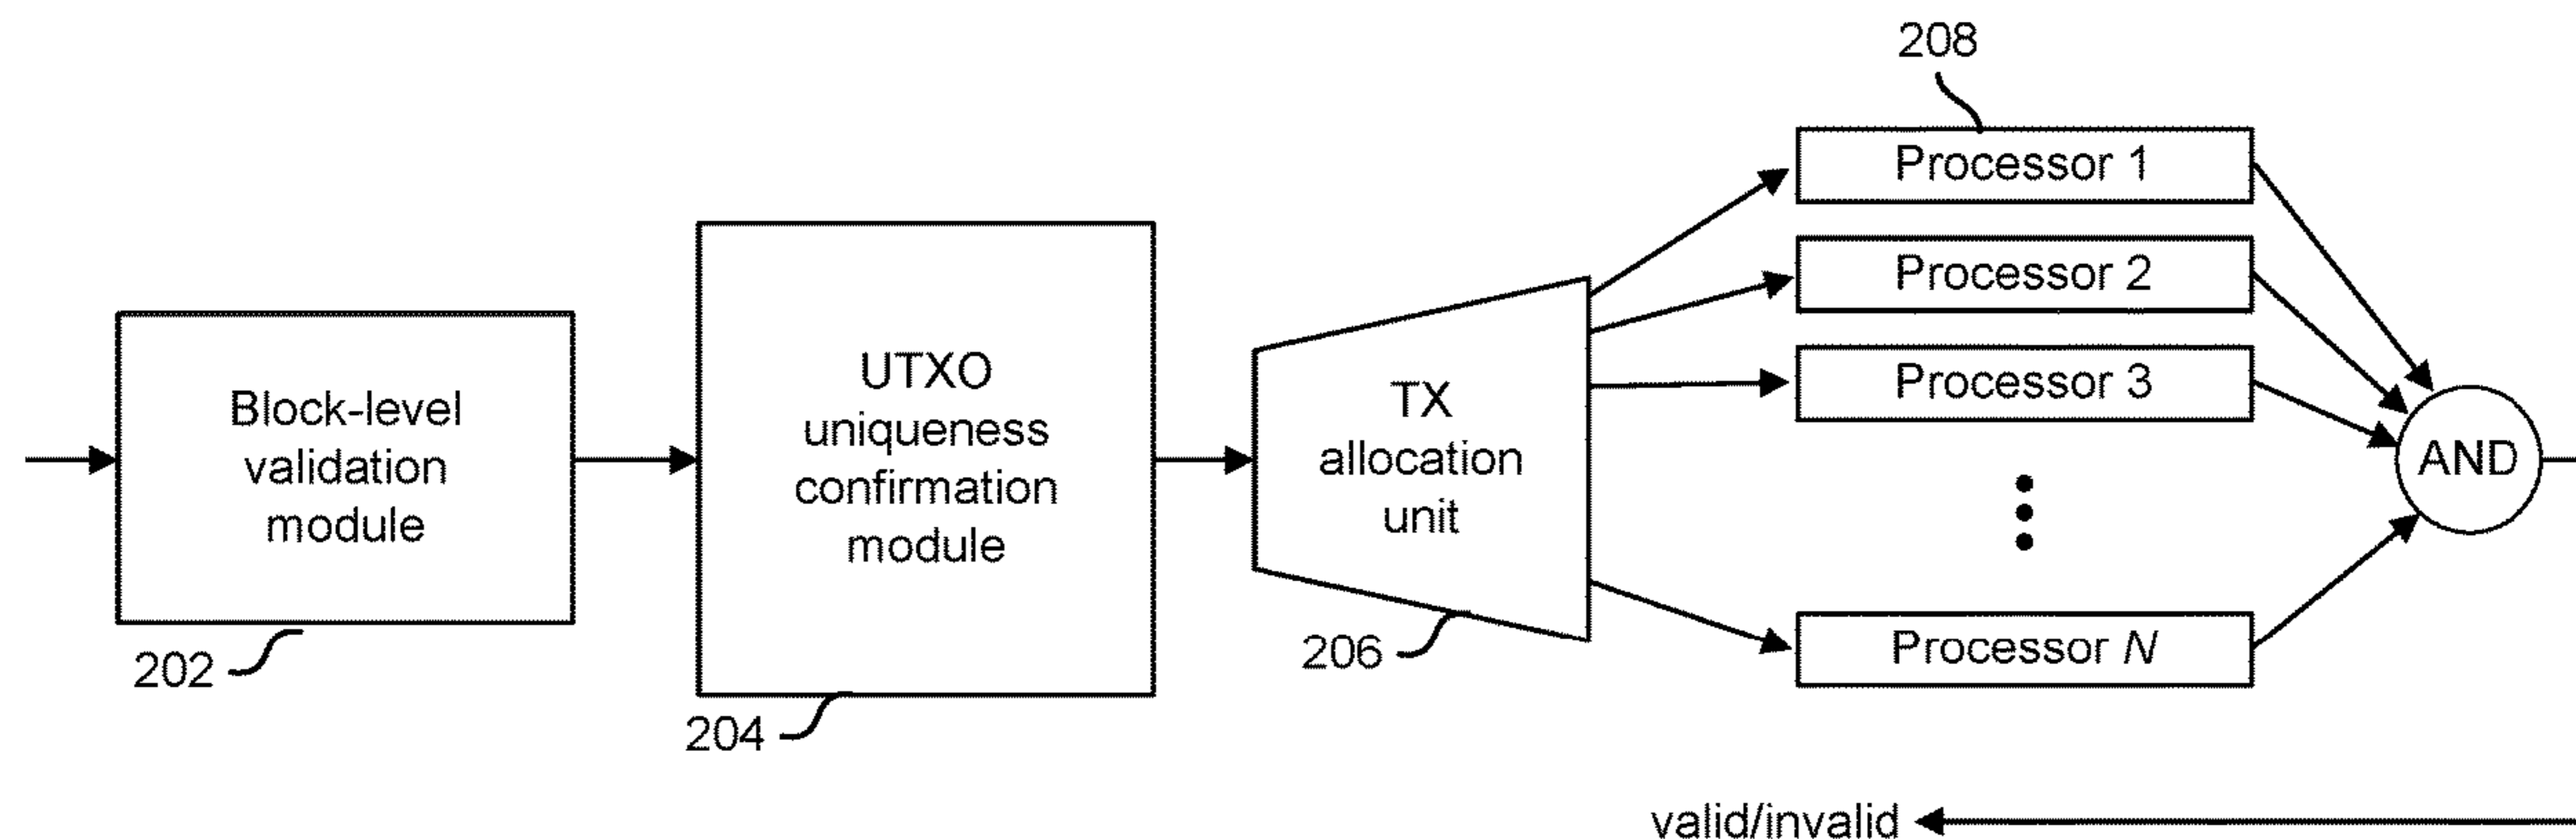 208
Processor 1
Processor 2
Processor 3
Processor N
Block-level
validation
module
202
UTXO
uniqueness
confirmation
module
204
TX
allocation
unit
206
AND
valid/invalid